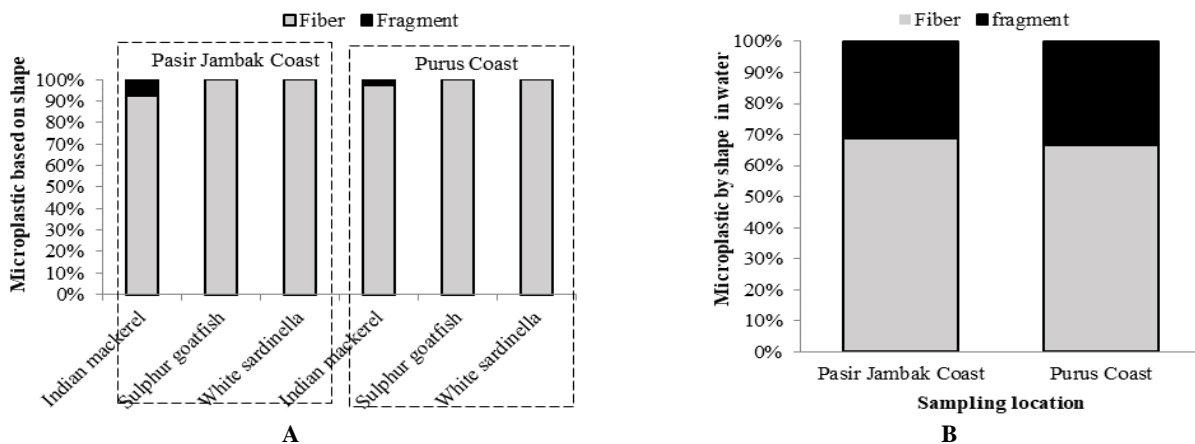 Fiber Fragment
Pasir Jambak Coast
Purus Coast
Microplastic based on shape
100%
90%
80%
70%
60%
50%
40%
30%
20%
10%
0%
Indian mackerel
Sulphur goatfish
White sardinella
Indian mackerel
Sulphur goatfish
White sardinella
A
Fiber fragment
Microplastic by shape in water
100%
90%
80%
70%
60%
50%
40%
30%
20%
10%
0%
Pasir Jambak Coast
Purus Coast
Sampling location
B